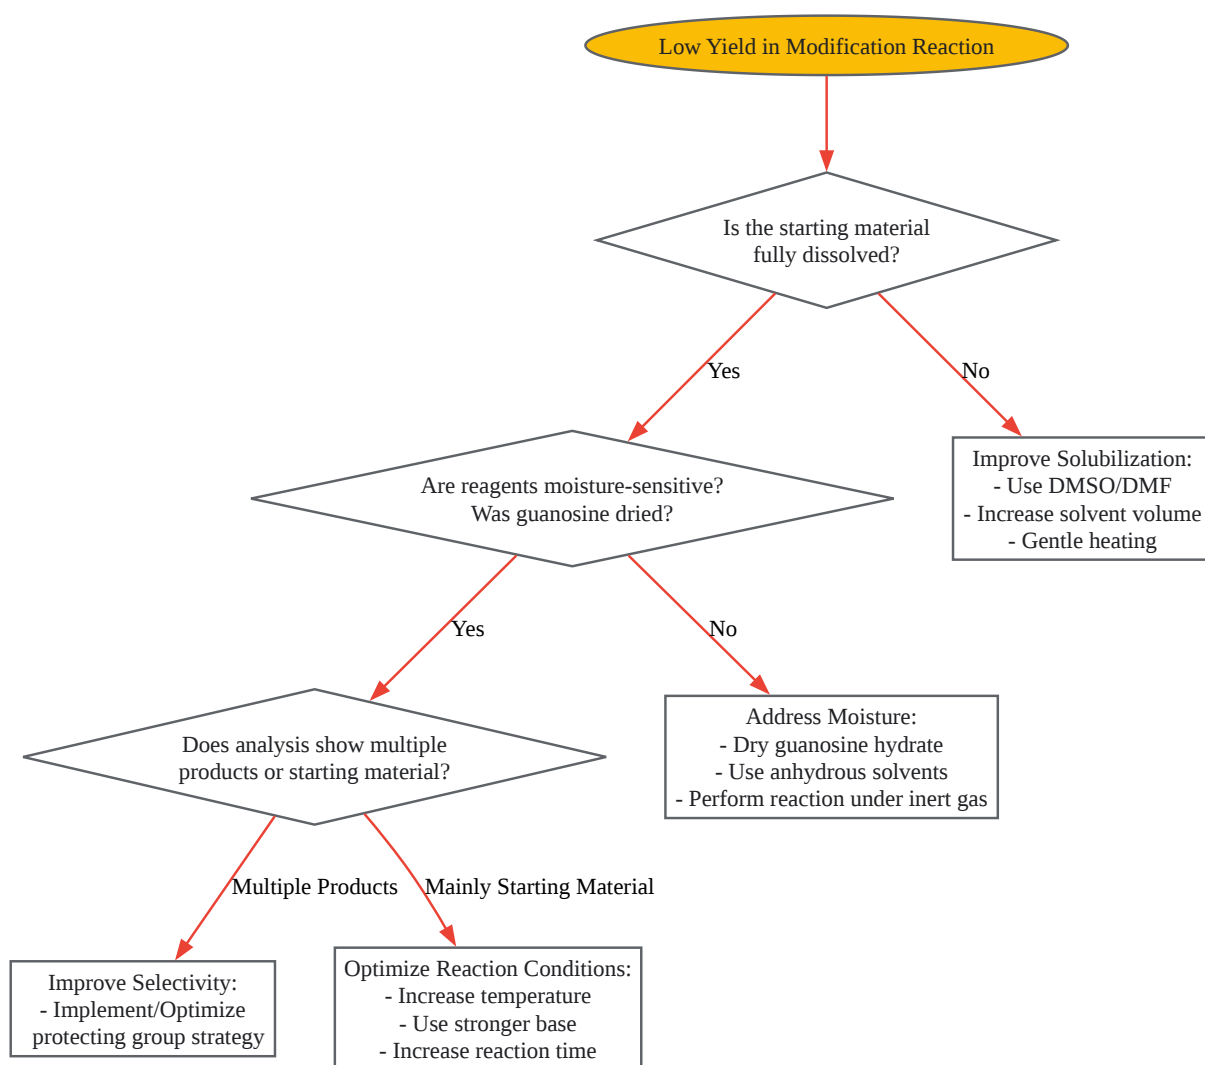 Low Yield in Modification Reaction
Is the starting material
fully dissolved?
Yes
No
Are reagents moisture-sensitive?
Was guanosine dried?
Improve Solubilization:
- Use DMSO/DMF
- Increase solvent volume
- Gentle heating
Yes
No
Does analysis show multiple
products or starting material?
Address Moisture:
- Dry guanosine hydrate
- Use anhydrous solvents
- Perform reaction under inert gas
Multiple Products
Mainly Starting Material
Improve Selectivity:
- Implement/Optimize
protecting group strategy
Optimize Reaction Conditions:
- Increase temperature
- Use stronger base
- Increase reaction time